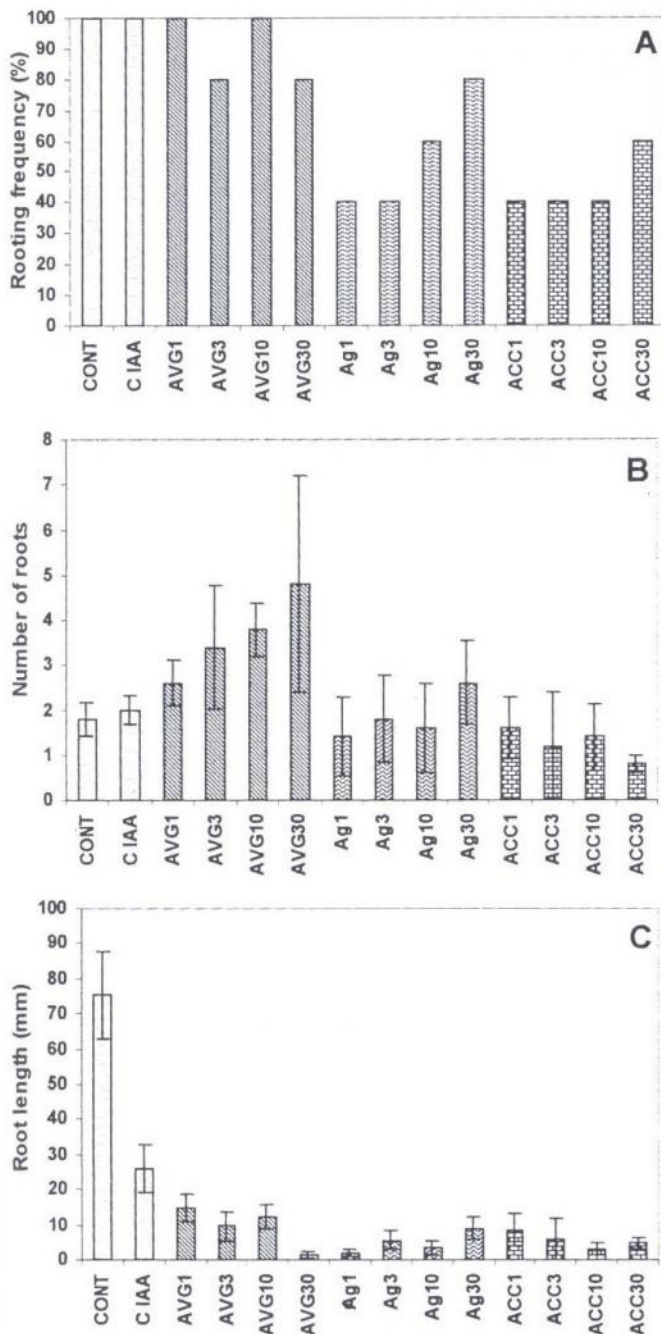 A
Rooting frequency (%)
100
90
80
70
60
50
40
30
20
10
0
CONT
C IAA
AVG1
AVG3
AVG10
AVG30
Ag1
Ag3
Ag10
Ag30
ACC1
ACC3
ACC10
ACC30
B
Number of roots
8
7
6
5
4
3
2
1
0
CONT
C IAA
AVG1
AVG3
AVG10
AVG30
Ag1
Ag3
Ag10
Ag30
ACC1
ACC3
ACC10
ACC30
C
Root length (mm)
100
90
80
70
60
50
40
30
20
10
0
CONT
C IAA
AVG1
AVG3
AVG10
AVG30
Ag1
Ag3
Ag10
Ag30
ACC1
ACC3
ACC10
ACC30